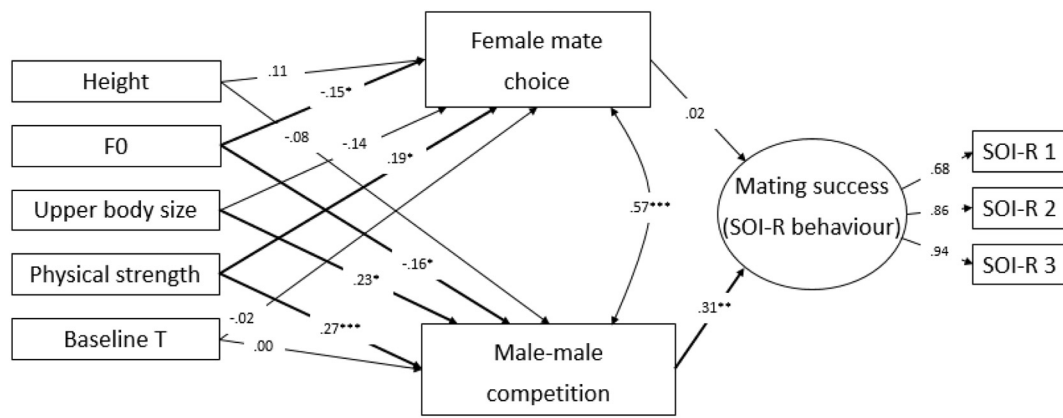 Female mate
choice
Height
.11
-.15*
F0
-.08
.02
-.14
SOI-R 1
.68
.19*
Mating success
(SOI-R behaviour)
.86
SOI-R 2
Upper body size
.57***
.94
SOI-R 3
Physical strength
-.16*
.23*
.31**
-.02
.27***
Baseline T
.00
Male-male
competition